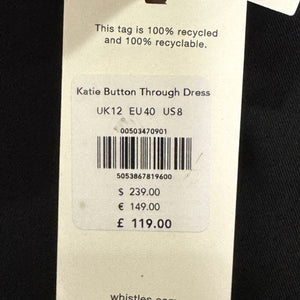 This tag is 100% recycled
and 100% recyclable.
Katie Button Through Dress
UK12 EU40 US8
00503470901
5053867819600
$ 239.00
€ 149.00
£ 119.00